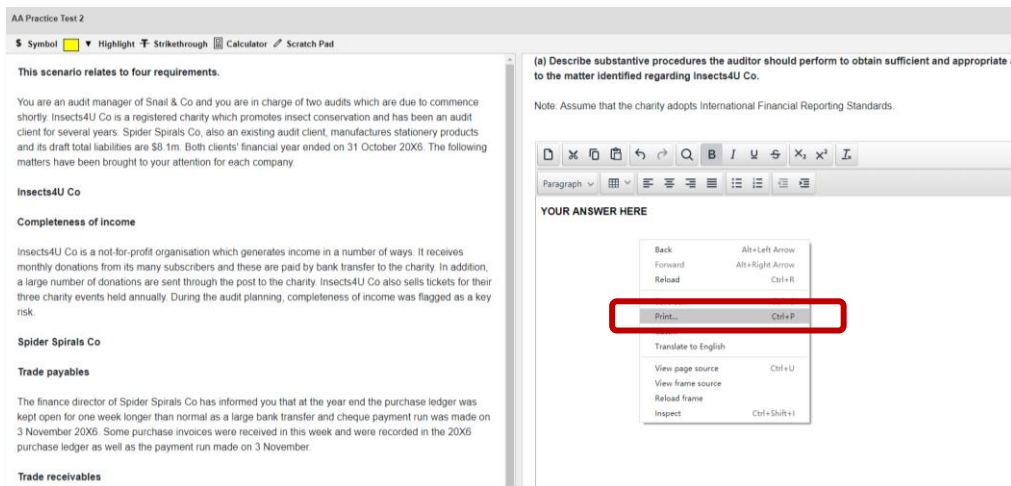 AA Practice Test 2
$ Symbol ▼ Highlight Strikethrough Calculator Scratch Pad
This scenario relates to four requirements.
You are an audit manager of Snail & Co and you are in charge of two audits which are due to commence
shortly. Insects4U Co is a registered charity which promotes insect conservation and has been an audit
client for several years. Spider Spirals Co, also an existing audit client, manufactures stationery products
and its draft total liabilities are $8.1m. Both clients' financial year ended on 31 October 20X6. The following
matters have been brought to your attention for each company.
Insects4U Co
Completeness of income
Insects4U Co is a not-for-profit organisation which generates income in a number of ways. It receives
monthly donations from its many subscribers and these are paid by bank transfer to the charity. In addition,
a large number of donations are sent through the post to the charity. Insects4U Co also sells tickets for their
three charity events held annually. During the audit planning, completeness of income was flagged as a key
risk.
Spider Spirals Co
Trade payables
The finance director of Spider Spirals Co has informed you that at the year end the purchase ledger was
kept open for one week longer than normal as a large bank transfer and cheque payment run was made on
3 November 20X6. Some purchase invoices were received in this week and were recorded in the 20X6
purchase ledger as well as the payment run made on 3 November.
Trade receivables
(a) Describe substantive procedures the auditor should perform to obtain sufficient and appropriate
to the matter identified regarding Insects4U Co.
Note: Assume that the charity adopts International Financial Reporting Standards.
B I U S X₂ X² Iₓ
Paragraph
YOUR ANSWER HERE
Back Alt+Left Arrow
Forward Alt+Right Arrow
Reload Ctrl+R
Print... Ctrl+P
Translate to English
View page source Ctrl+U
View frame source
Reload frame
Inspect Ctrl+Shift+I